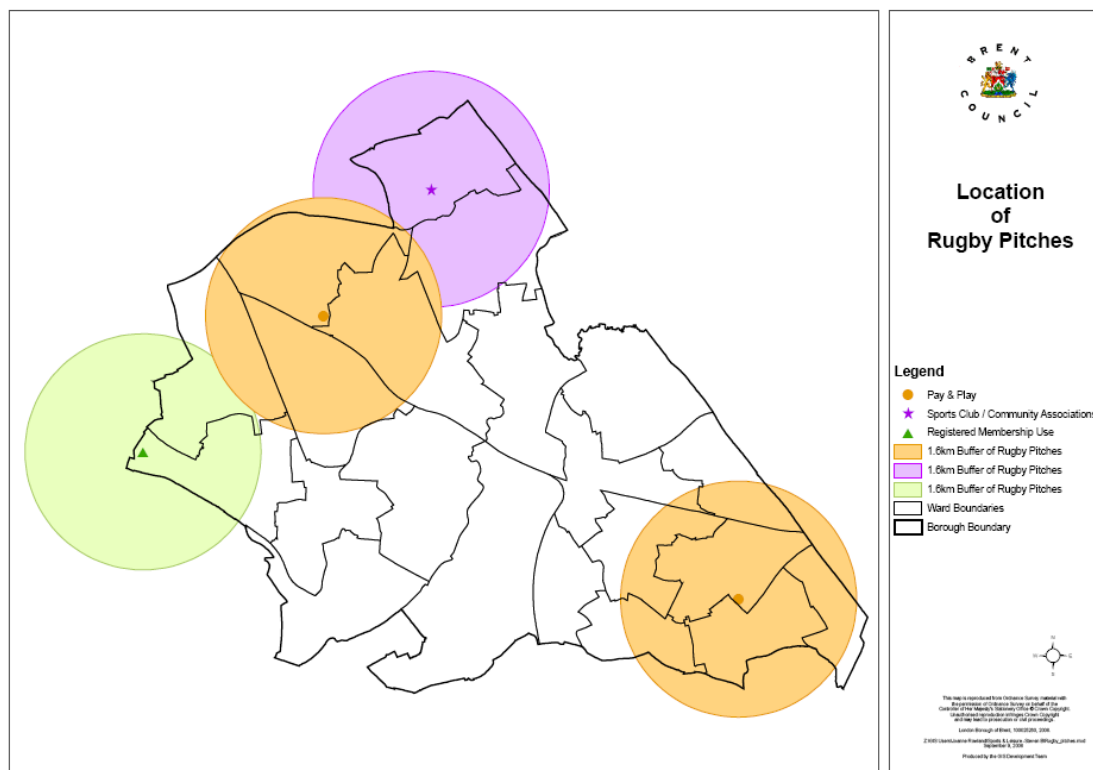 BRENT
COUNCIL
Location
of
Rugby Pitches
Legend
Pay & Play
Sports Club / Community Associations
Registered Membership Use
1.6km Buffer of Rugby Pitches
1.6km Buffer of Rugby Pitches
1.6km Buffer of Rugby Pitches
Ward Boundaries
Borough Boundary
N
E
S
This map is reproduced from Ordnance Survey material with
the permission of Ordnance Survey on behalf of the
Controller of Her Majesty's Stationery Office © Crown Copyright.
Unauthorised reproduction infringes Crown Copyright
and may lead to prosecution or civil proceedings.
London Borough of Brent, 2006
September 2006
Produced by the GIS Development Team